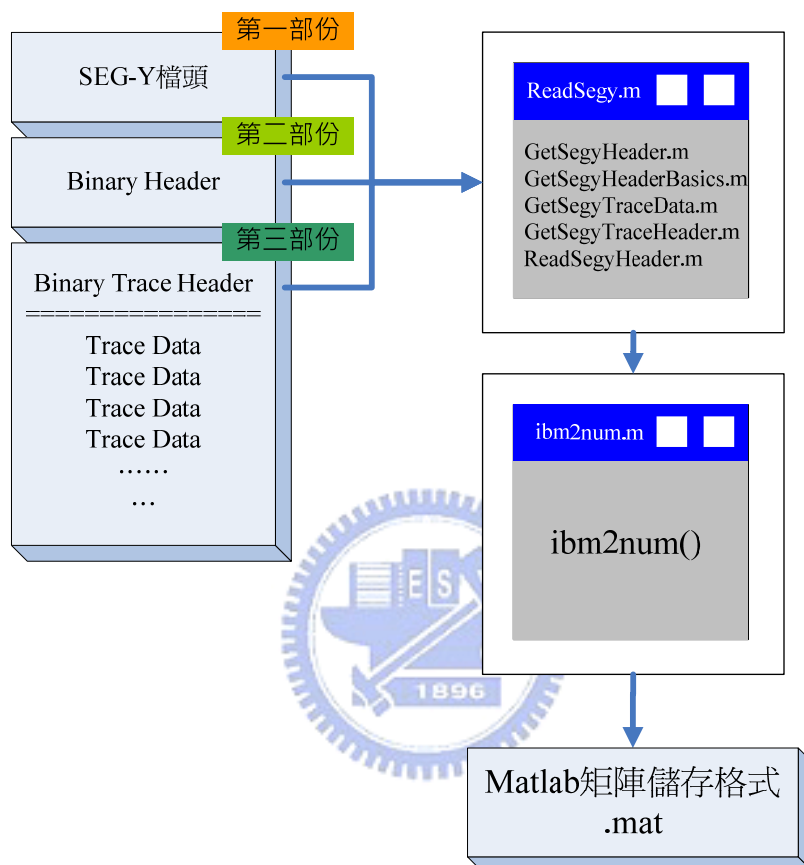 第一部份
SEG-Y檔頭
第二部份
Binary Header
第三部份
Binary Trace Header
=================
Trace Data
Trace Data
Trace Data
Trace Data
......
...
ReadSegy.m
GetSegyHeader.m
GetSegyHeaderBasics.m
GetSegyTraceData.m
GetSegyTraceHeader.m
ReadSegyHeader.m
ibm2num.m
ibm2num()
ES
1896
Matlab矩陣儲存格式
.mat